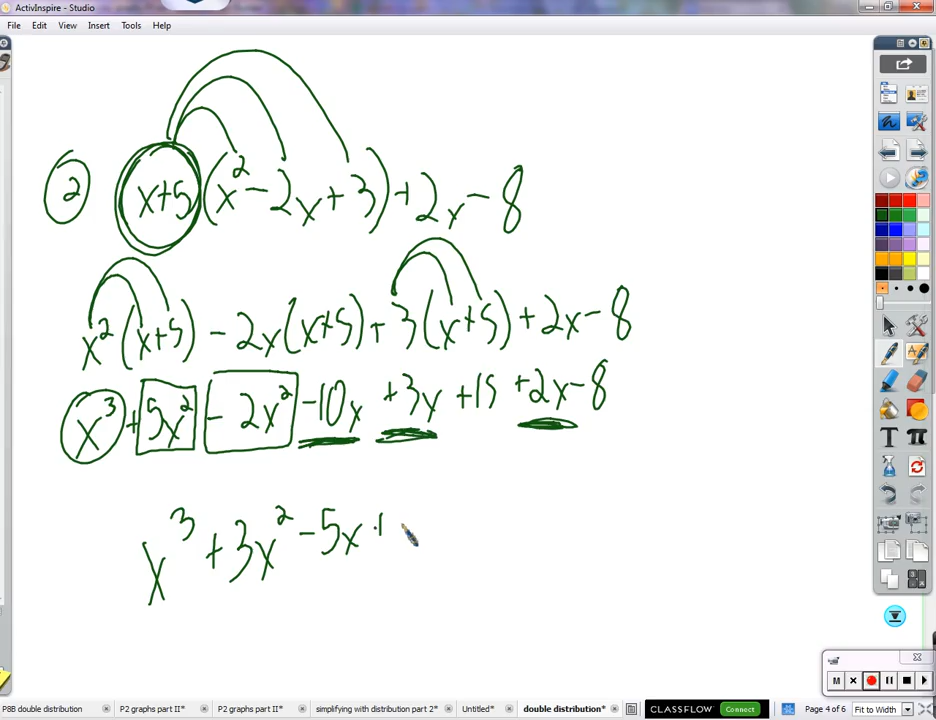 ActivInspire - Studio
File Edit View Insert Tools Help
② x+5 (x² - 2x + 3) + 2x - 8
x² (x+5) - 2x (x+5) + 3 (x+5) + 2x - 8
x³ + 5x² - 2x² - 10x + 3x + 15 + 2x - 8
x³ + 3x² - 5x +
M
P8B double distribution P2 graphs part II* P2 graphs part II* simplifying with distribution part 2* Untitled* double distribution* CLASSFLOW Connect Page 4 of 6 Fit to Width